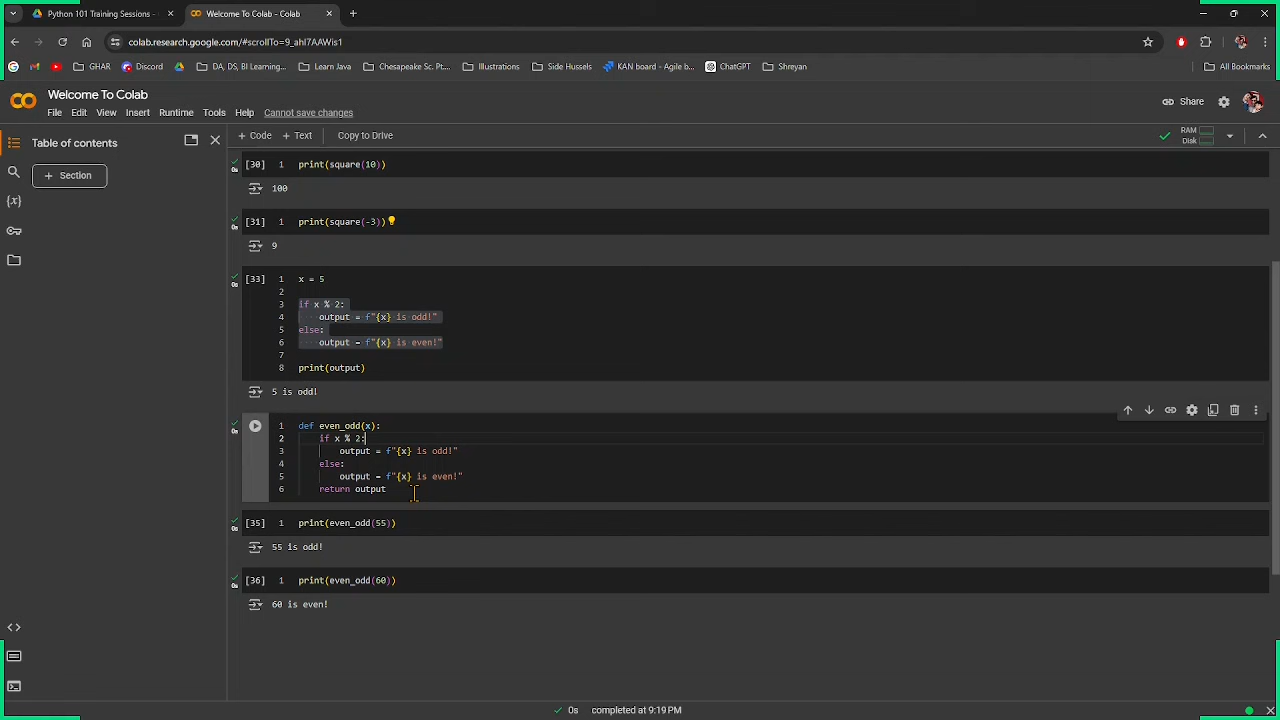 Python 101 Training Sessions -
Welcome To Colab - Colab
colab.research.google.com/#scrollTo=9_ahI7AAWis1
GHAR
Discord
DA, DS, BI Learning...
Learn Java
Chesapeake Sc. Pt....
Illustrations
Side Hussels
KAN board - Agile b...
ChatGPT
Shreyan
All Bookmarks
Welcome To Colab
File Edit View Insert Runtime Tools Help Cannot save changes
Share
Table of contents
+ Code + Text Copy to Drive
RAM
Disk
+ Section
[30] 1 print(square(10))
100
[31] 1 print(square(-3))
9
[33] 1 x = 5
2
3 if x % 2:
4 output = f"{x} is odd!"
5 else:
6 output = f"{x} is even!"
7
8 print(output)
5 is odd!
1 def even_odd(x):
2 if x % 2:
3 output = f"{x} is odd!"
4 else:
5 output = f"{x} is even!"
6 return output
[35] 1 print(even_odd(55))
55 is odd!
[36] 1 print(even_odd(60))
60 is even!
0s completed at 9:19PM